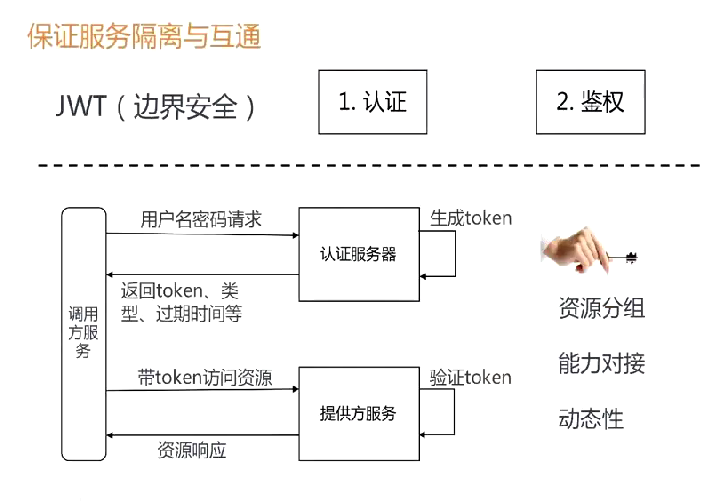 保证服务隔离与互通
JWT（边界安全）
1. 认证
2. 鉴权
用户名密码请求
认证服务器
生成token
返回token、类
型、过期时间等
调用
方服
务
带token访问资源
提供方服务
验证token
资源响应
资源分组
能力对接
动态性